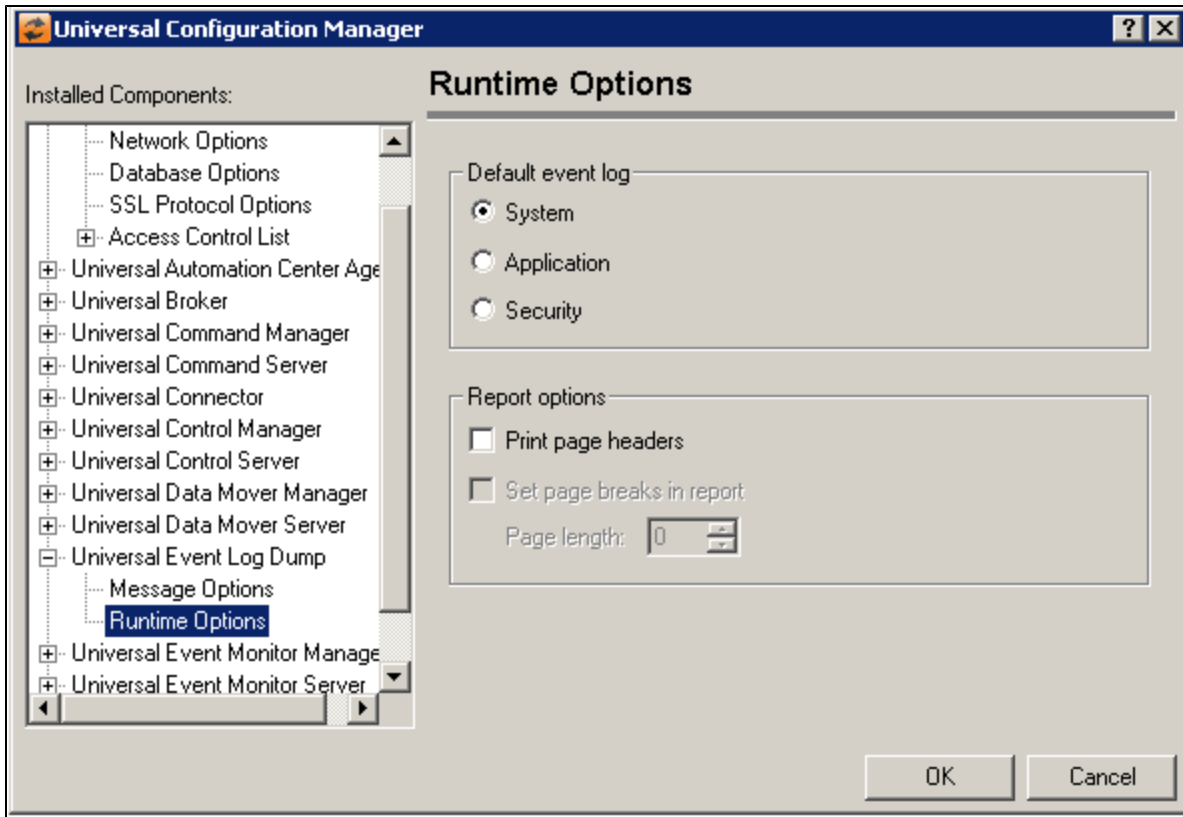 Universal Configuration Manager
Installed Components:
Network Options
Database Options
SSL Protocol Options
Access Control List
Universal Automation Center Age
Universal Broker
Universal Command Manager
Universal Command Server
Universal Connector
Universal Control Manager
Universal Control Server
Universal Data Mover Manager
Universal Data Mover Server
Universal Event Log Dump
Message Options
Runtime Options
Universal Event Monitor Manage
Universal Event Monitor Server
Runtime Options
Default event log
System
Application
Security
Report options
Print page headers
Set page breaks in report
Page length: 0
OK Cancel